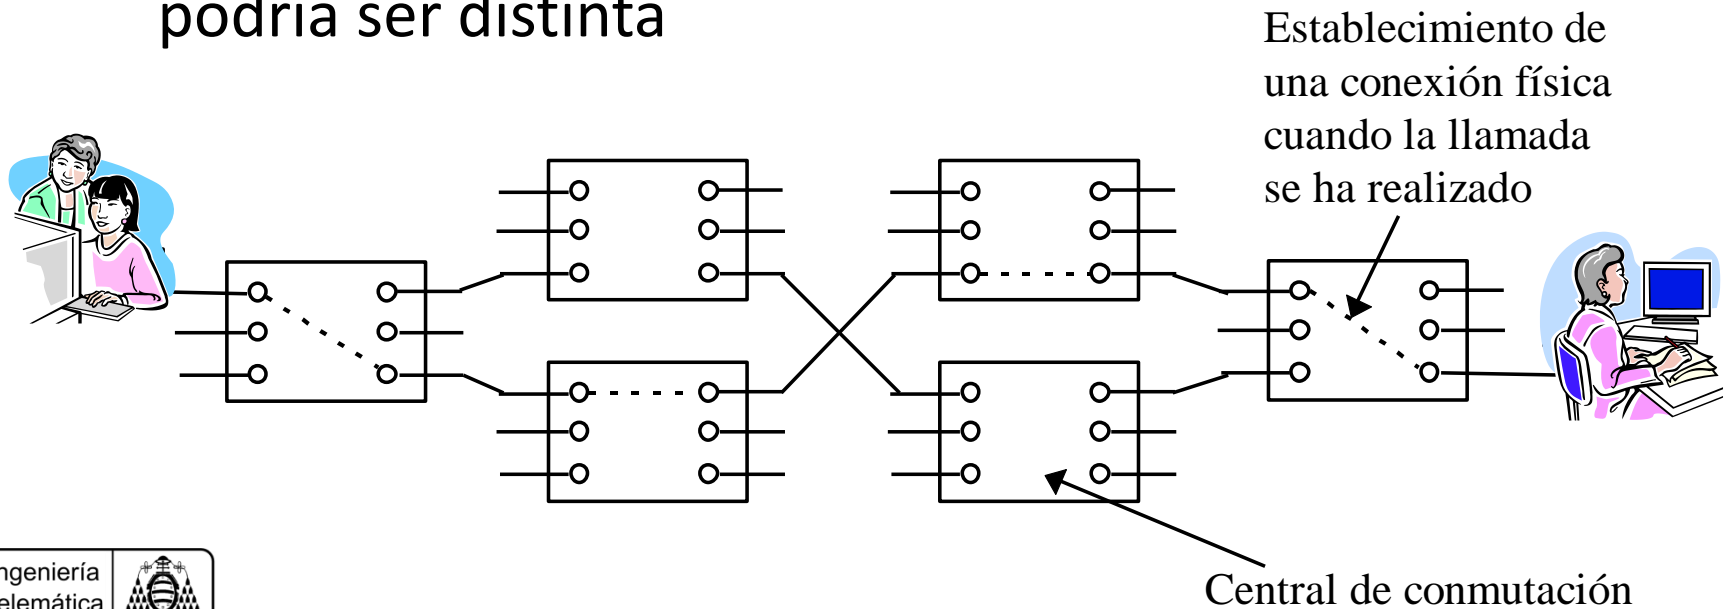 podría ser distinta
Establecimiento de
una conexión física
cuando la llamada
se ha realizado
Central de conmutación
ngeniería
elemática